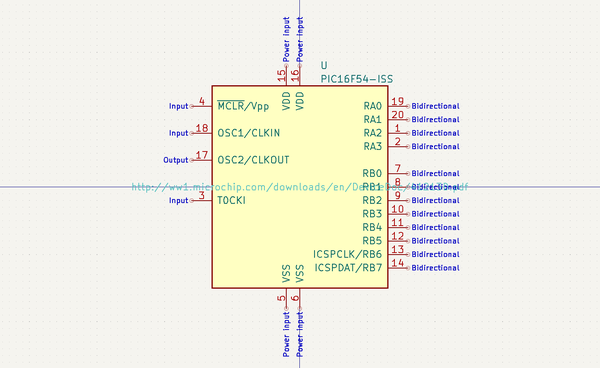 Power input
Power input
15
16
U
PIC16F54-ISS
VDD
VDD
Input 4 MCLR/Vpp
RA0 19 Bidirectional
RA1 20 Bidirectional
Input 18 OSC1/CLKIN
RA2 1 Bidirectional
RA3 2 Bidirectional
Output 17 OSC2/CLKOUT
RB0 7 Bidirectional
RB1 8 Bidirectional
http://ww1.microchip.com/downloads/en/
Input 3 T0CKI
RB2 9 Bidirectional
RB3 10 Bidirectional
RB4 11 Bidirectional
RB5 12 Bidirectional
ICSPCLK/RB6 13 Bidirectional
ICSPDAT/RB7 14 Bidirectional
VSS
VSS
5
6
Power input
Power input